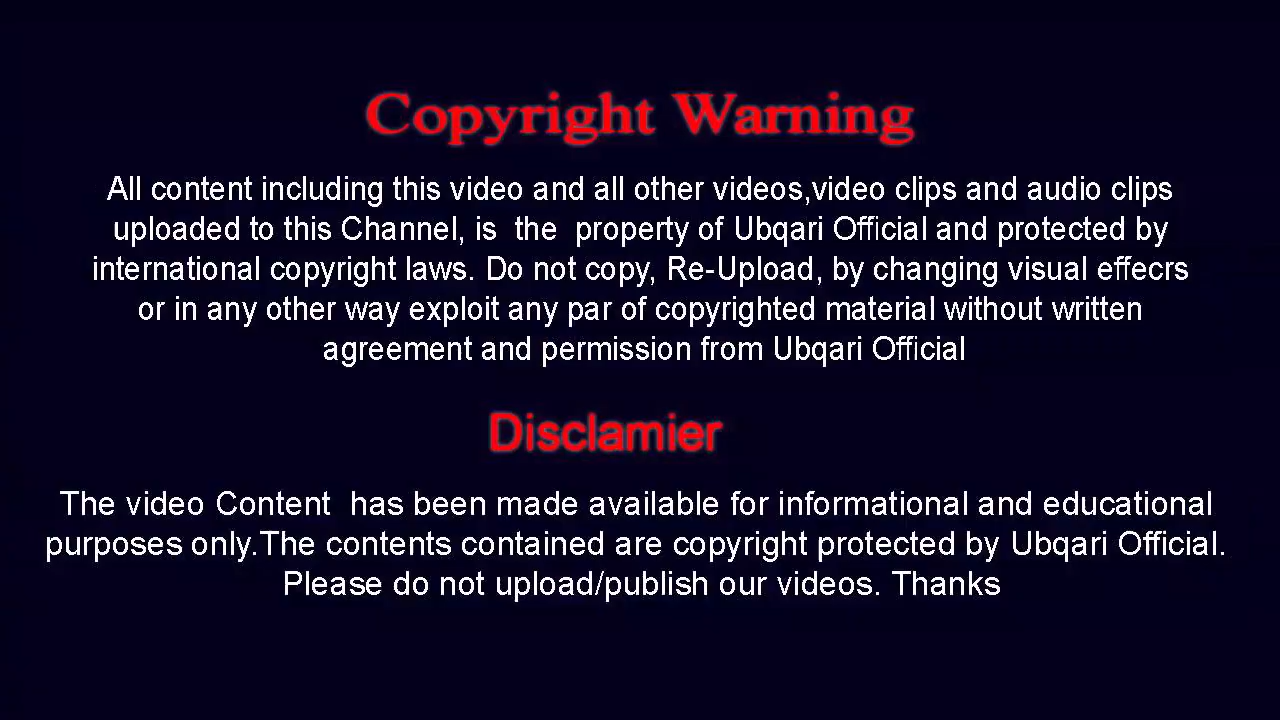 Copyright Warning
All content including this video and all other videos,video clips and audio clips
uploaded to this Channel, is  the  property of Ubqari Official and protected by
international copyright laws. Do not copy, Re-Upload, by changing visual effecrs
or in any other way exploit any par of copyrighted material without written
agreement and permission from Ubqari Official
Disclamier
The video Content  has been made available for informational and educational
purposes only.The contents contained are copyright protected by Ubqari Official.
Please do not upload/publish our videos. Thanks